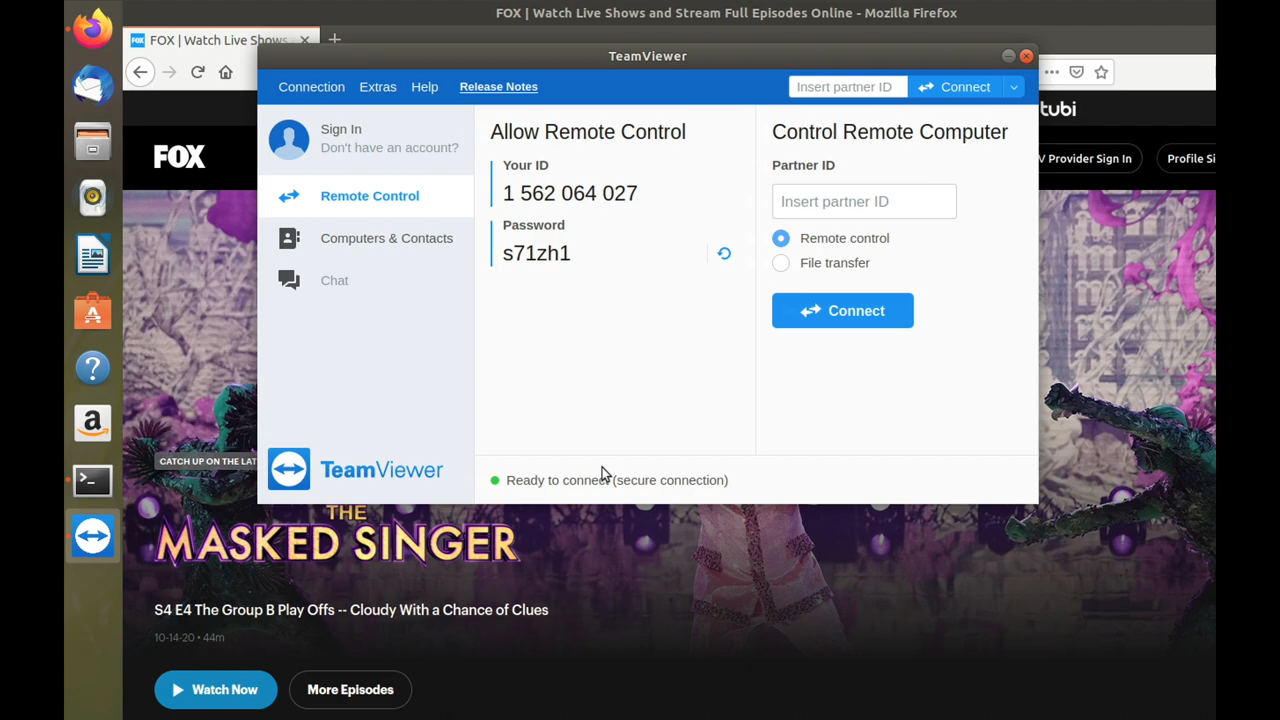 FOX | Watch Live Shows and Stream Full Episodes Online - Mozilla Firefox
FOX | Watch Live Shows
TeamViewer
Connection Extras Help Release Notes
Insert partner ID Connect
tubi
FOX
Sign In
Don't have an account?
Remote Control
Computers & Contacts
Chat
TeamViewer
Allow Remote Control
Your ID
1 562 064 027
Password
s71zh1
Ready to connect (secure connection)
Control Remote Computer
Partner ID
Insert partner ID
Remote control
File transfer
Connect
V Provider Sign In
Profile Si
CATCH UP ON THE LAT
THE
MASKED SINGER
S4 E4 The Group B Play Offs -- Cloudy With a Chance of Clues
10-14-20 • 44m
Watch Now
More Episodes